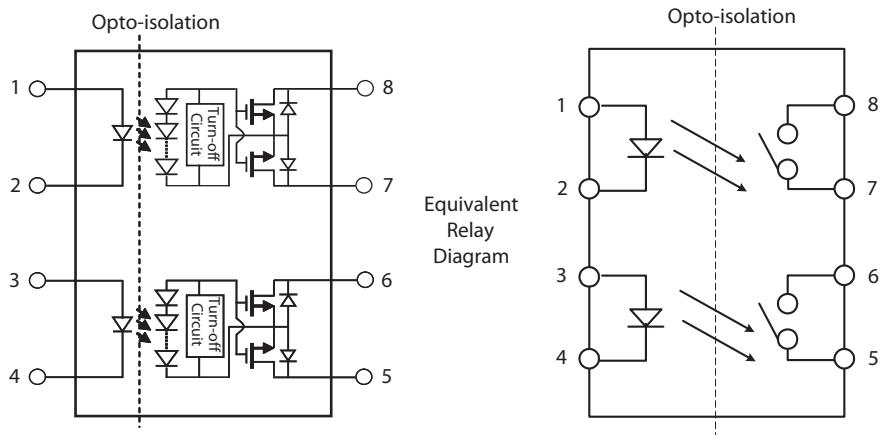 Opto-isolation
1
2
3
4
Turn-off
Circuit
Turn-off
Circuit
8
7
6
5
Equivalent
Relay
Diagram
Opto-isolation
1
2
3
4
8
7
6
5